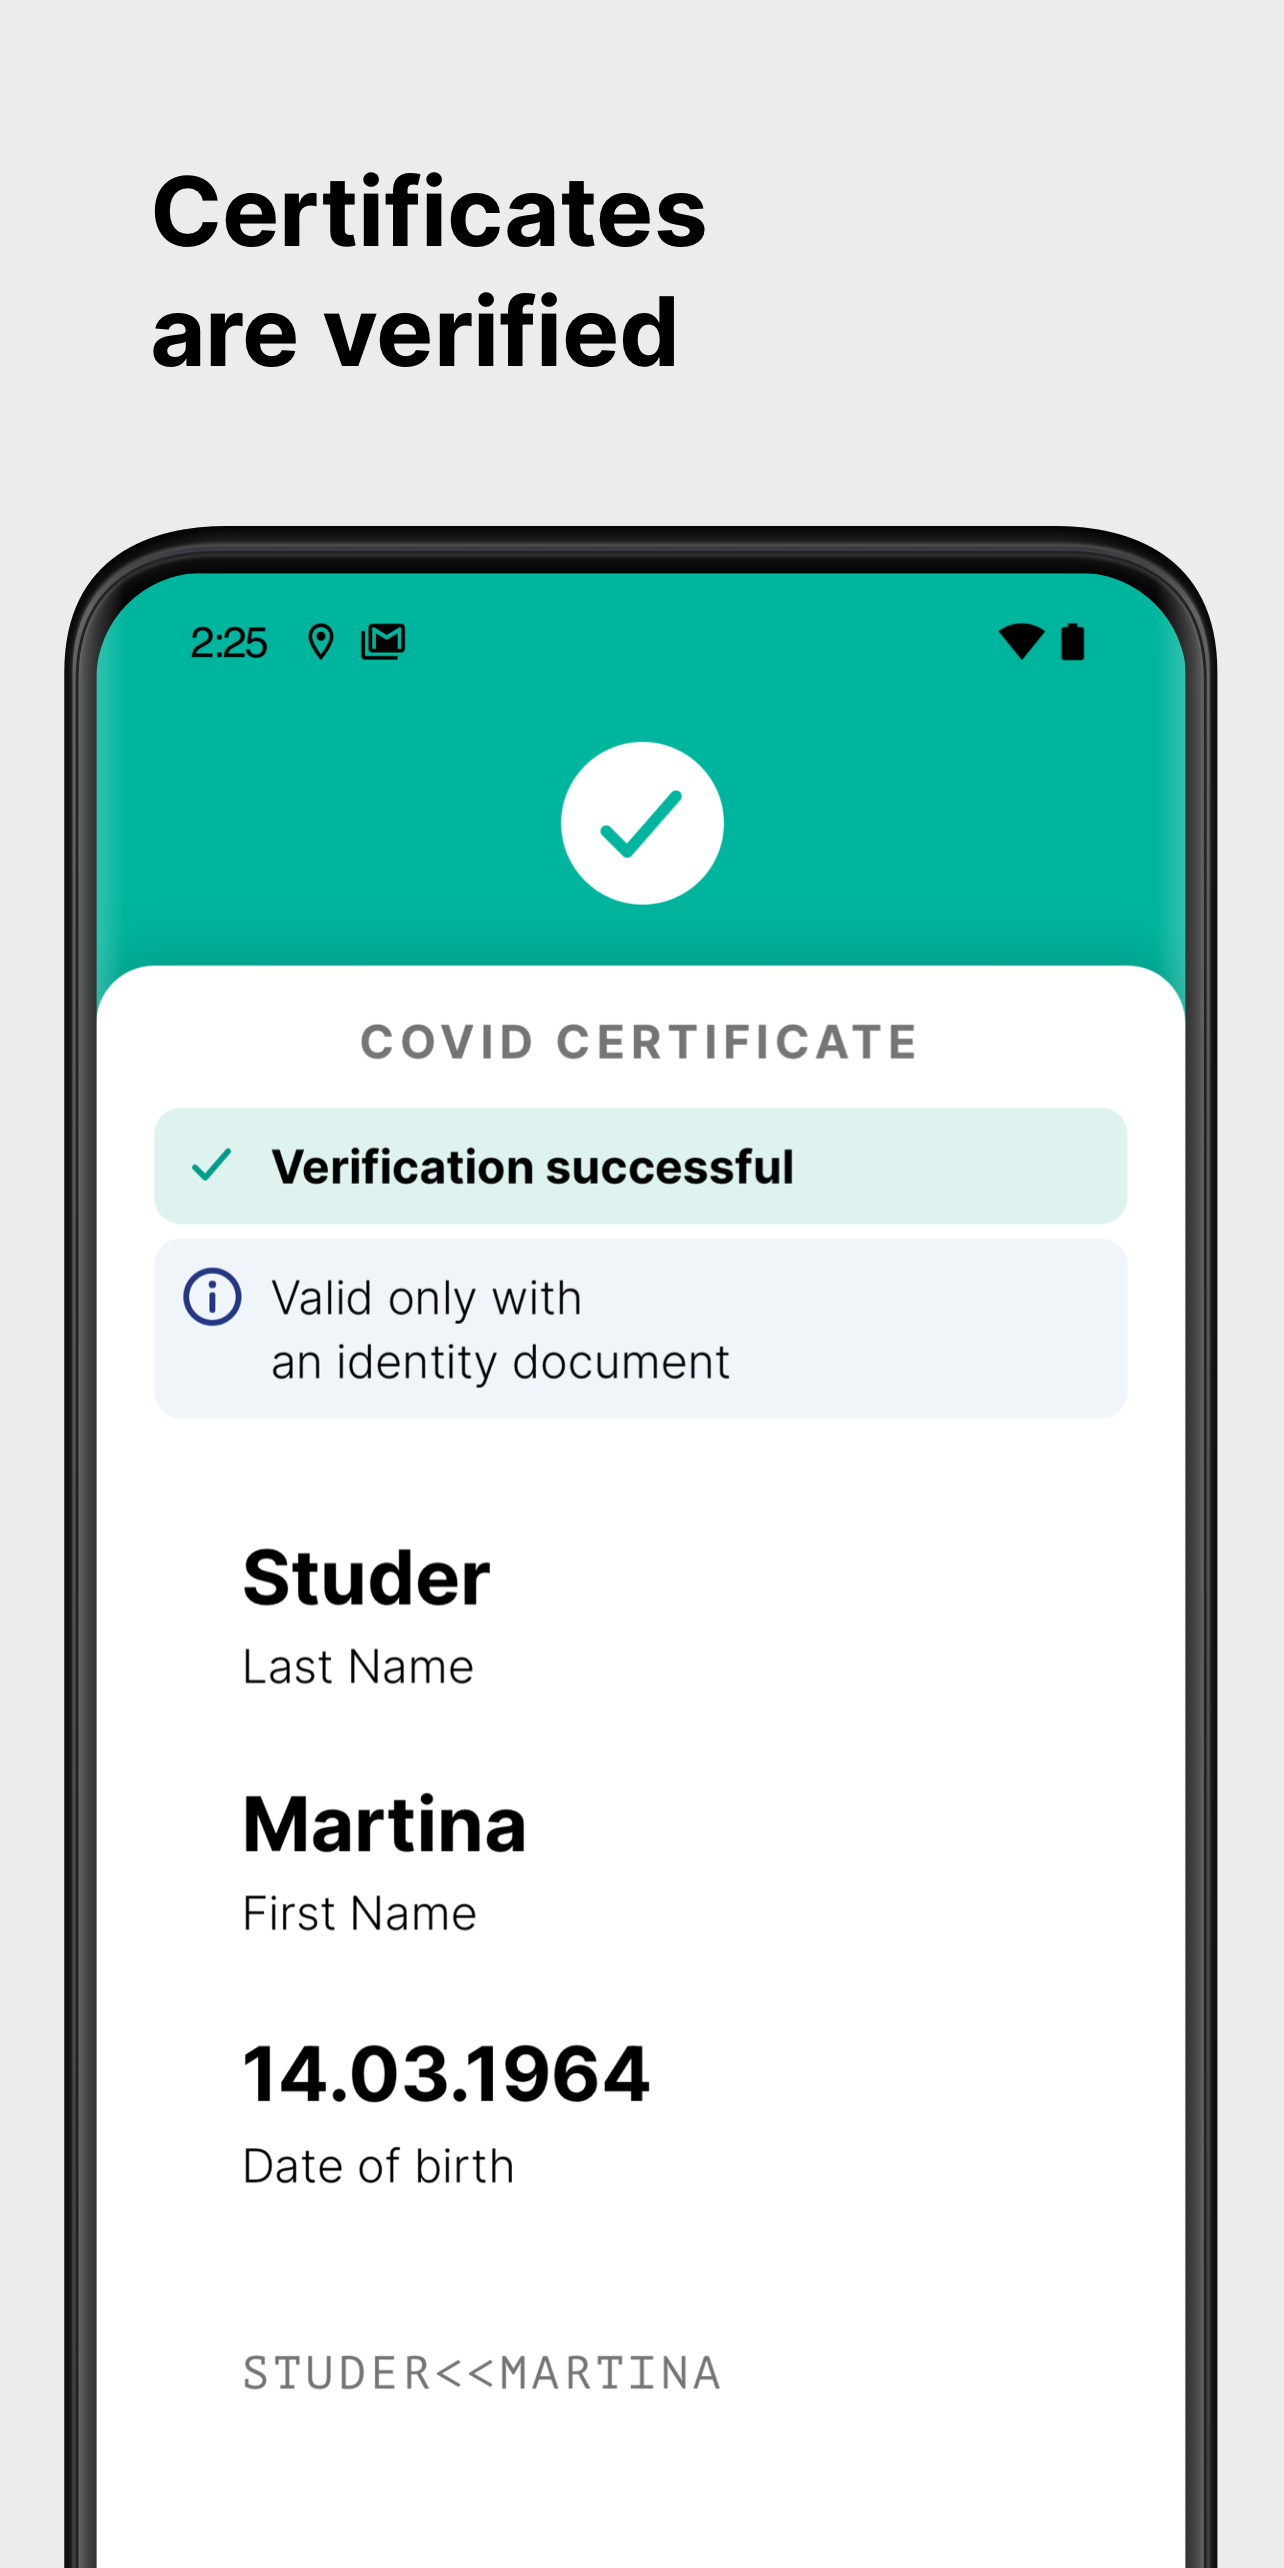 Certificates
are verified
2:25
COVID CERTIFICATE
Verification successful
Valid only with
an identity document
Studer
Last Name
Martina
First Name
14.03.1964
Date of birth
STUDER<<MARTINA